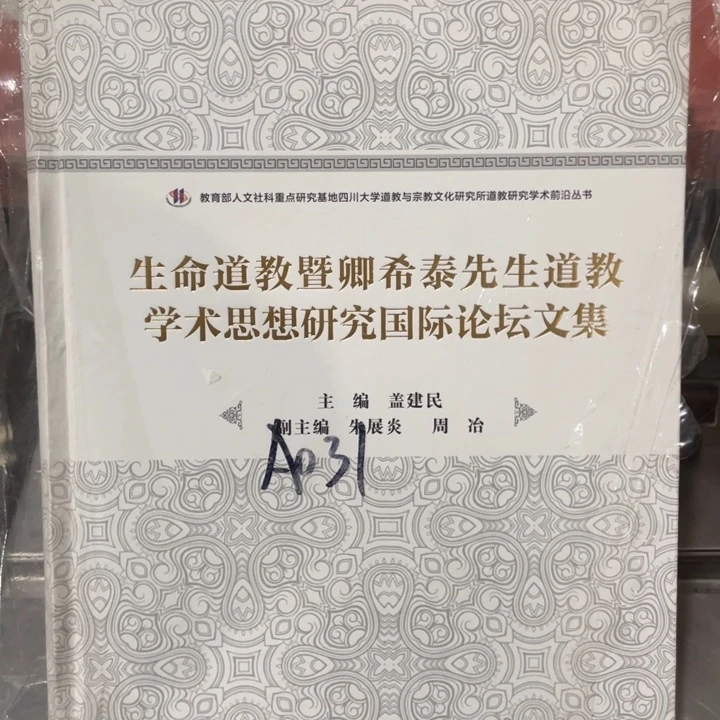 教育部人文社科重点研究基地四川大学道教与宗教文化研究所道教研究学术前沿丛书
生命道教暨卿希泰先生道教
学术思想研究国际论坛文集
主 编 盖建民
副主编 朱展炎 周 冶
Ap31